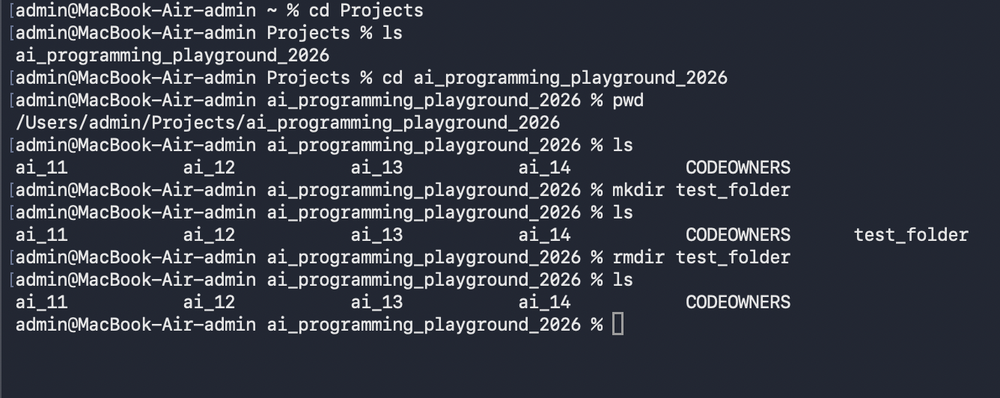 [admin@MacBook-Air-admin ~ % cd Projects
[admin@MacBook-Air-admin Projects % ls
ai_programming_playground_2026
[admin@MacBook-Air-admin Projects % cd ai_programming_playground_2026
[admin@MacBook-Air-admin ai_programming_playground_2026 % pwd
/Users/admin/Projects/ai_programming_playground_2026
[admin@MacBook-Air-admin ai_programming_playground_2026 % ls
ai_11 ai_12 ai_13 ai_14 CODEOWNERS
[admin@MacBook-Air-admin ai_programming_playground_2026 % mkdir test_folder
[admin@MacBook-Air-admin ai_programming_playground_2026 % ls
ai_11 ai_12 ai_13 ai_14 CODEOWNERS test_folder
[admin@MacBook-Air-admin ai_programming_playground_2026 % rmdir test_folder
[admin@MacBook-Air-admin ai_programming_playground_2026 % ls
ai_11 ai_12 ai_13 ai_14 CODEOWNERS
admin@MacBook-Air-admin ai_programming_playground_2026 %